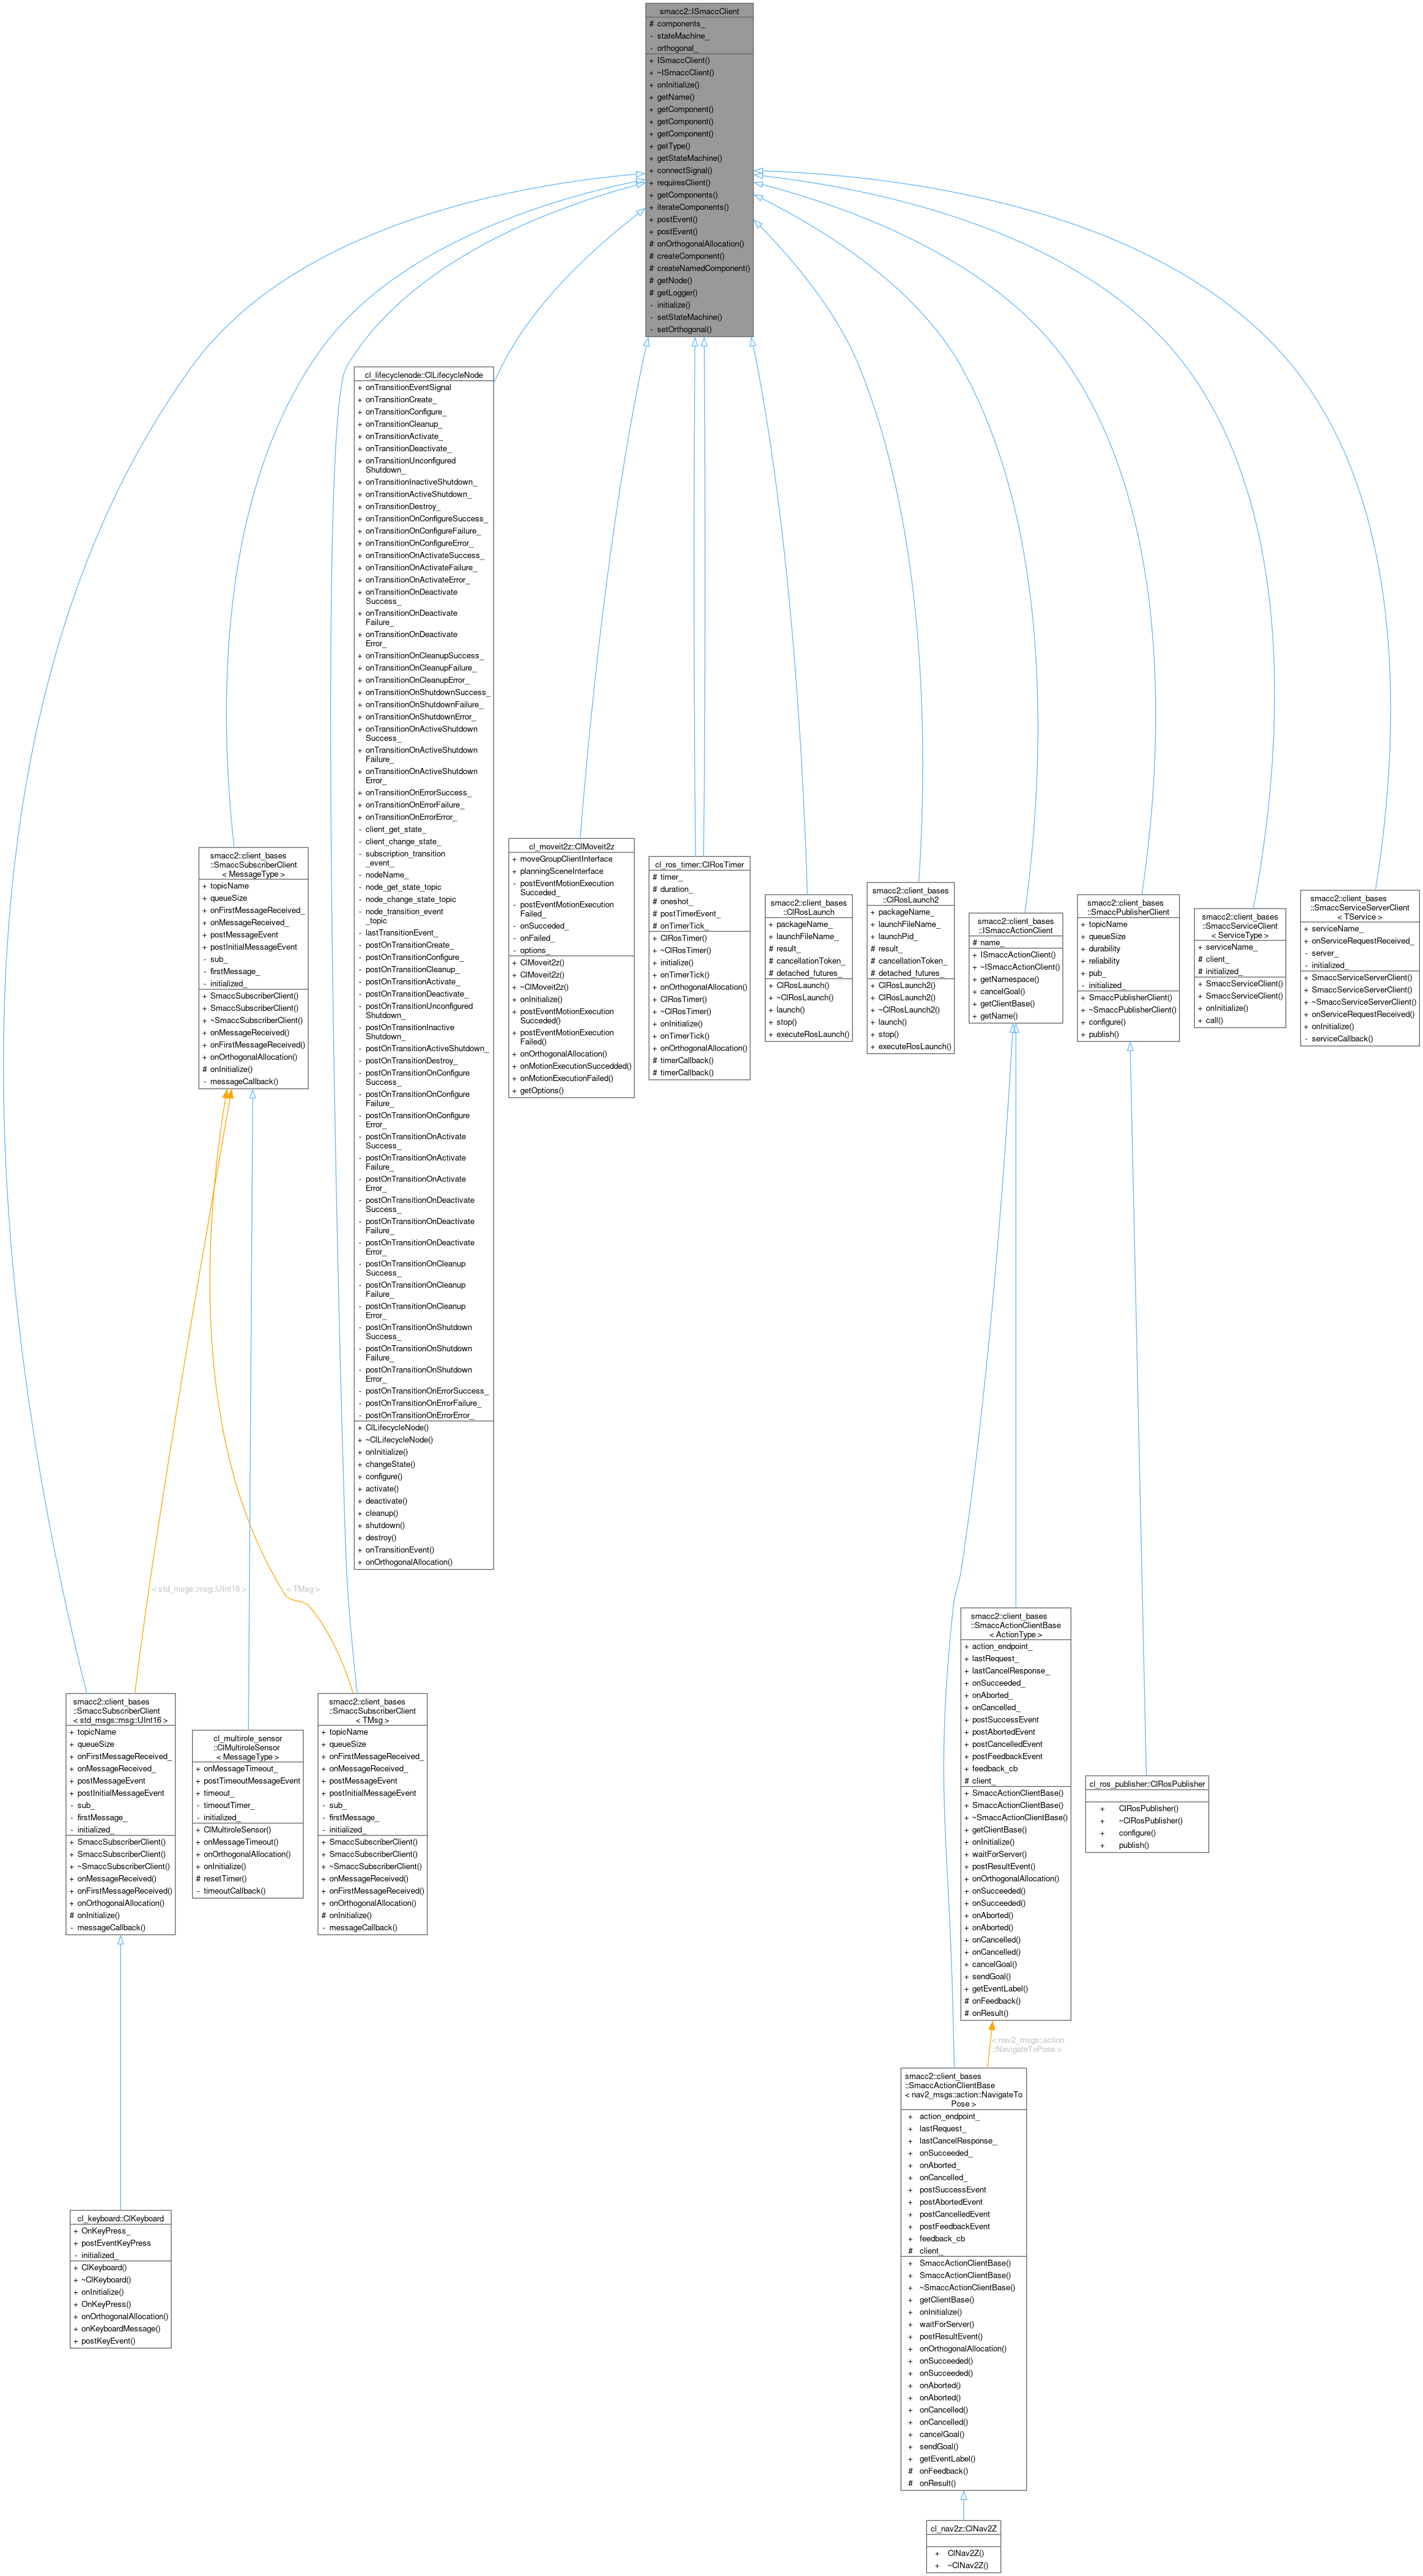 smacc2::ISmaccClient
# components_
- stateMachine_
- orthogonal_
+ ISmaccClient()
+ ~ISmaccClient()
+ onInitialize()
+ getName()
+ getComponent()
+ getComponent()
+ getComponent()
+ getType()
+ getStateMachine()
+ connectSignal()
+ requiresClient()
+ getComponents()
+ iterateComponents()
+ postEvent()
+ postEvent()
# onOrthogonalAllocation()
# createComponent()
# createNamedComponent()
# getNode()
# getLogger()
- initialize()
- setStateMachine()
- setOrthogonal()
cl_lifecyclenode::ClLifecycleNode
+ onTransitionEventSignal
+ onTransitionCreate_
+ onTransitionConfigure_
+ onTransitionCleanup_
+ onTransitionActivate_
+ onTransitionDeactivate_
+ onTransitionUnconfigured
Shutdown_
+ onTransitionInactiveShutdown_
+ onTransitionActiveShutdown_
+ onTransitionDestroy_
+ onTransitionOnConfigureSuccess_
+ onTransitionOnConfigureFailure_
+ onTransitionOnConfigureError_
+ onTransitionOnActivateSuccess_
+ onTransitionOnActivateFailure_
+ onTransitionOnActivateError_
+ onTransitionOnDeactivate
Success_
+ onTransitionOnDeactivate
Failure_
+ onTransitionOnDeactivate
Error_
+ onTransitionOnCleanupSuccess_
+ onTransitionOnCleanupFailure_
+ onTransitionOnCleanupError_
+ onTransitionOnShutdownSuccess_
+ onTransitionOnShutdownFailure_
+ onTransitionOnShutdownError_
+ onTransitionOnActiveShutdown
Success_
+ onTransitionOnActiveShutdown
Failure_
+ onTransitionOnActiveShutdown
Error_
+ onTransitionOnErrorSuccess_
+ onTransitionOnErrorFailure_
+ onTransitionOnErrorError_
- client_get_state_
- client_change_state_
- subscription_transition
_event_
- nodeName_
- node_get_state_topic
- node_change_state_topic
- node_transition_event
_topic
- lastTransitionEvent_
- postOnTransitionCreate_
- postOnTransitionConfigure_
- postOnTransitionCleanup_
- postOnTransitionActivate_
- postOnTransitionDeactivate_
- postOnTransitionUnconfigured
Shutdown_
- postOnTransitionInactive
Shutdown_
- postOnTransitionActiveShutdown_
- postOnTransitionDestroy_
- postOnTransitionOnConfigure
Success_
- postOnTransitionOnConfigure
Failure_
- postOnTransitionOnConfigure
Error_
- postOnTransitionOnActivate
Success_
- postOnTransitionOnActivate
Failure_
- postOnTransitionOnActivate
Error_
- postOnTransitionOnDeactivate
Success_
- postOnTransitionOnDeactivate
Failure_
- postOnTransitionOnDeactivate
Error_
- postOnTransitionOnCleanup
Success_
- postOnTransitionOnCleanup
Failure_
- postOnTransitionOnCleanup
Error_
- postOnTransitionOnShutdown
Success_
- postOnTransitionOnShutdown
Failure_
- postOnTransitionOnShutdown
Error_
- postOnTransitionOnErrorSuccess_
- postOnTransitionOnErrorFailure_
- postOnTransitionOnErrorError_
+ ClLifecycleNode()
+ ~ClLifecycleNode()
+ onInitialize()
+ changeState()
+ configure()
+ activate()
+ deactivate()
+ cleanup()
+ shutdown()
+ destroy()
+ onTransitionEvent()
+ onOrthogonalAllocation()
smacc2::client_bases
::SmaccSubscriberClient
< MessageType >
+ topicName
+ queueSize
+ onFirstMessageReceived_
+ onMessageReceived_
+ postMessageEvent
+ postInitialMessageEvent
- sub_
- firstMessage_
- initialized_
+ SmaccSubscriberClient()
+ SmaccSubscriberClient()
+ ~SmaccSubscriberClient()
+ onMessageReceived()
+ onFirstMessageReceived()
+ onOrthogonalAllocation()
# onInitialize()
- messageCallback()
cl_moveit2z::ClMoveit2z
+ moveGroupClientInterface
+ planningSceneInterface
- postEventMotionExecution
Succeded_
- postEventMotionExecution
Failed_
- onSucceded_
- onFailed_
- options_
+ ClMoveit2z()
+ ClMoveit2z()
+ ~ClMoveit2z()
+ onInitialize()
+ postEventMotionExecution
Succeded()
+ postEventMotionExecution
Failed()
+ onOrthogonalAllocation()
+ onMotionExecutionSuccedded()
+ onMotionExecutionFailed()
+ getOptions()
cl_ros_timer::ClRosTimer
# timer_
# duration_
# oneshot_
# postTimerEvent_
# onTimerTick_
+ ClRosTimer()
+ ~ClRosTimer()
+ initialize()
+ onTimerTick()
+ onOrthogonalAllocation()
+ ClRosTimer()
+ ~ClRosTimer()
+ onInitialize()
+ onTimerTick()
+ onOrthogonalAllocation()
# timerCallback()
# timerCallback()
smacc2::client_bases
::ClRosLaunch
+ packageName_
+ launchFileName_
# result_
# cancellationToken_
# detached_futures_
+ ClRosLaunch()
+ ~ClRosLaunch()
+ launch()
+ stop()
+ executeRosLaunch()
smacc2::client_bases
::ClRosLaunch2
+ packageName_
+ launchFileName_
+ launchPid_
# result_
# cancellationToken_
# detached_futures_
+ ClRosLaunch2()
+ ClRosLaunch2()
+ ~ClRosLaunch2()
+ launch()
+ stop()
+ executeRosLaunch()
smacc2::client_bases
::ISmaccActionClient
# name_
+ ISmaccActionClient()
+ ~ISmaccActionClient()
+ getNamespace()
+ cancelGoal()
+ getClientBase()
+ getName()
smacc2::client_bases
::SmaccPublisherClient
+ topicName
+ queueSize
+ durability
+ reliability
+ pub_
- initialized_
+ SmaccPublisherClient()
+ ~SmaccPublisherClient()
+ configure()
+ publish()
smacc2::client_bases
::SmaccServiceClient
< ServiceType >
+ serviceName_
# client_
# initialized_
+ SmaccServiceClient()
+ SmaccServiceClient()
+ onInitialize()
+ call()
smacc2::client_bases
::SmaccServiceServerClient
< TService >
+ serviceName_
+ onServiceRequestReceived_
- server_
- initialized_
+ SmaccServiceServerClient()
+ SmaccServiceServerClient()
+ ~SmaccServiceServerClient()
+ onServiceRequestReceived()
+ onInitialize()
- serviceCallback()
< std_msgs::msg::UInt16 >
< TMsg >
smacc2::client_bases
::SmaccSubscriberClient
< std_msgs::msg::UInt16 >
+ topicName
+ queueSize
+ onFirstMessageReceived_
+ onMessageReceived_
+ postMessageEvent
+ postInitialMessageEvent
- sub_
- firstMessage_
- initialized_
+ SmaccSubscriberClient()
+ SmaccSubscriberClient()
+ ~SmaccSubscriberClient()
+ onMessageReceived()
+ onFirstMessageReceived()
+ onOrthogonalAllocation()
# onInitialize()
- messageCallback()
cl_multirole_sensor
::ClMultiroleSensor
< MessageType >
+ onMessageTimeout_
+ postTimeoutMessageEvent
+ timeout_
- timeoutTimer_
- initialized_
+ ClMultiroleSensor()
+ onMessageTimeout()
+ onOrthogonalAllocation()
+ onInitialize()
# resetTimer()
- timeoutCallback()
smacc2::client_bases
::SmaccSubscriberClient
< TMsg >
+ topicName
+ queueSize
+ onFirstMessageReceived_
+ onMessageReceived_
+ postMessageEvent
+ postInitialMessageEvent
- sub_
- firstMessage_
- initialized_
+ SmaccSubscriberClient()
+ SmaccSubscriberClient()
+ ~SmaccSubscriberClient()
+ onMessageReceived()
+ onFirstMessageReceived()
+ onOrthogonalAllocation()
# onInitialize()
- messageCallback()
smacc2::client_bases
::SmaccActionClientBase
< ActionType >
+ action_endpoint_
+ lastRequest_
+ lastCancelResponse_
+ onSucceeded_
+ onAborted_
+ onCancelled_
+ postSuccessEvent
+ postAbortedEvent
+ postCancelledEvent
+ postFeedbackEvent
+ feedback_cb
# client_
+ SmaccActionClientBase()
+ SmaccActionClientBase()
+ ~SmaccActionClientBase()
+ getClientBase()
+ onInitialize()
+ waitForServer()
+ postResultEvent()
+ onOrthogonalAllocation()
+ onSucceeded()
+ onSucceeded()
+ onAborted()
+ onAborted()
+ onCancelled()
+ onCancelled()
+ cancelGoal()
+ sendGoal()
+ getEventLabel()
# onFeedback()
# onResult()
cl_ros_publisher::ClRosPublisher
+ ClRosPublisher()
+ ~ClRosPublisher()
+ configure()
+ publish()
< nav2_msgs::action
::NavigateToPose >
smacc2::client_bases
::SmaccActionClientBase
< nav2_msgs::action::NavigateTo
Pose >
+ action_endpoint_
+ lastRequest_
+ lastCancelResponse_
+ onSucceeded_
+ onAborted_
+ onCancelled_
+ postSuccessEvent
+ postAbortedEvent
+ postCancelledEvent
+ postFeedbackEvent
+ feedback_cb
# client_
+ SmaccActionClientBase()
+ SmaccActionClientBase()
+ ~SmaccActionClientBase()
+ getClientBase()
+ onInitialize()
+ waitForServer()
+ postResultEvent()
+ onOrthogonalAllocation()
+ onSucceeded()
+ onSucceeded()
+ onAborted()
+ onAborted()
+ onCancelled()
+ onCancelled()
+ cancelGoal()
+ sendGoal()
+ getEventLabel()
# onFeedback()
# onResult()
cl_keyboard::ClKeyboard
+ OnKeyPress_
+ postEventKeyPress
- initialized_
+ ClKeyboard()
+ ~ClKeyboard()
+ onInitialize()
+ OnKeyPress()
+ onOrthogonalAllocation()
+ onKeyboardMessage()
+ postKeyEvent()
cl_nav2z::ClNav2Z
+ ClNav2Z()
+ ~ClNav2Z()